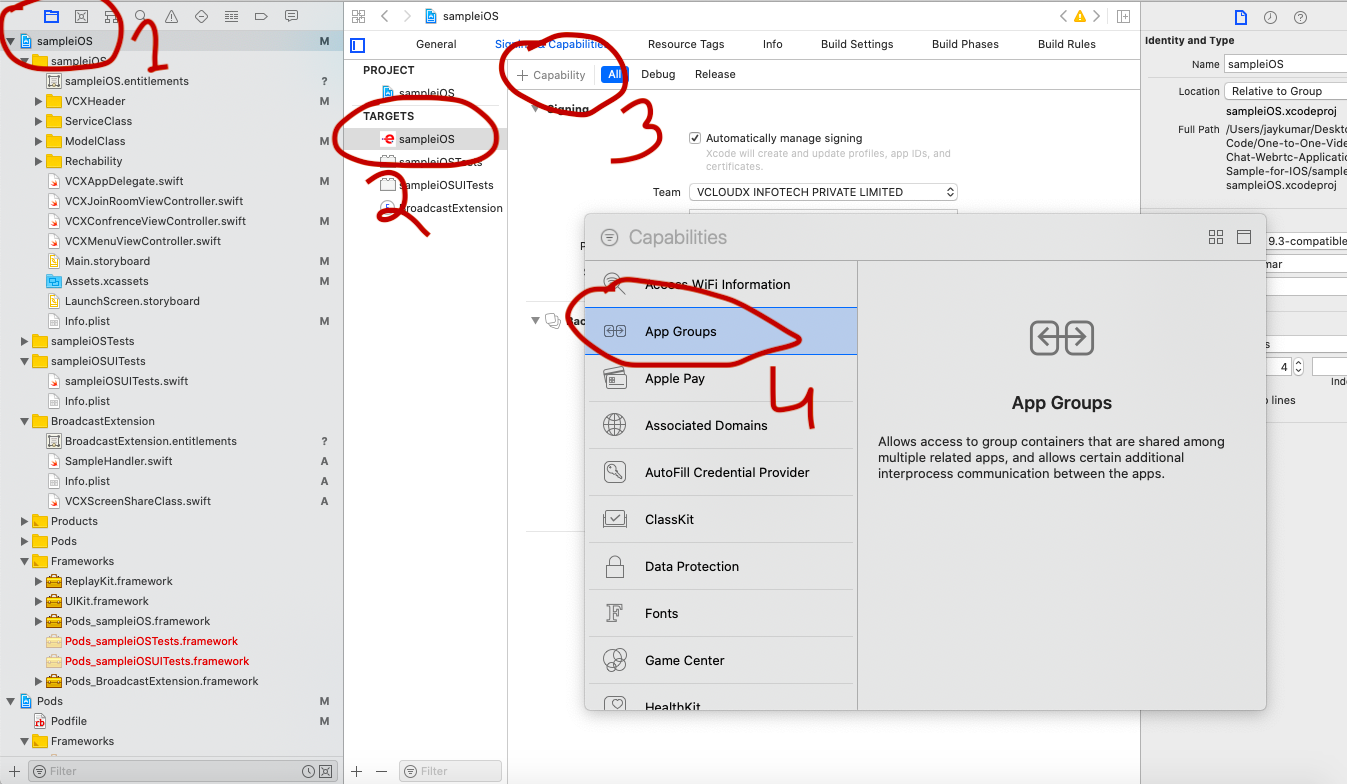 sampleiOS
General
Signing & Capabilities
Resource Tags
Info
Build Settings
Build Phases
Build Rules
+ Capability
All
Debug
Release
sampleiOS M
sampleiOS
sampleiOS.entitlements ?
VCXHeader M
ServiceClass
ModelClass M
Rechability
VCXAppDelegate.swift M
VCXJoinRoomViewController.swift
VCXConfrenceViewController.swift M
VCXMenuViewController.swift
Main.storyboard M
Assets.xcassets M
LaunchScreen.storyboard
Info.plist M
sampleiOSTests
sampleiOSUITests
sampleiOSUITests.swift
Info.plist
BroadcastExtension
BroadcastExtension.entitlements ?
SampleHandler.swift A
Info.plist A
VCXScreenShareClass.swift A
Products
Pods
Frameworks
ReplayKit.framework
UIKit.framework
Pods_sampleiOS.framework
Pods_sampleiOSTests.framework
Pods_sampleiOSUITests.framework
Pods_BroadcastExtension.framework
Pods M
Podfile M
Frameworks
Filter
1
PROJECT
sampleiOS
TARGETS
sampleiOS
sampleiOSTests
sampleiOSUITests
BroadcastExtension
Filter
2
3
Signing
Automatically manage signing
Xcode will create and update profiles, app IDs, and
certificates.
Team VCLOUDX INFOTECH PRIVATE LIMITED
Capabilities
Access WiFi Information
App Groups
Apple Pay
Associated Domains
AutoFill Credential Provider
ClassKit
Data Protection
Fonts
Game Center
HealthKit
4
App Groups
Allows access to group containers that are shared among
multiple related apps, and allows certain additional
interprocess communication between the apps.
Identity and Type
Name sampleiOS
Location Relative to Group
sampleiOS.xcodeproj
Full Path /Users/jaykumar/Deskto
Code/One-to-One-Vide
Chat-Webrtc-Applicatio
Sample-for-IOS/sample
sampleiOS.xcodeproj
9.3-compatible
mar
4
lines